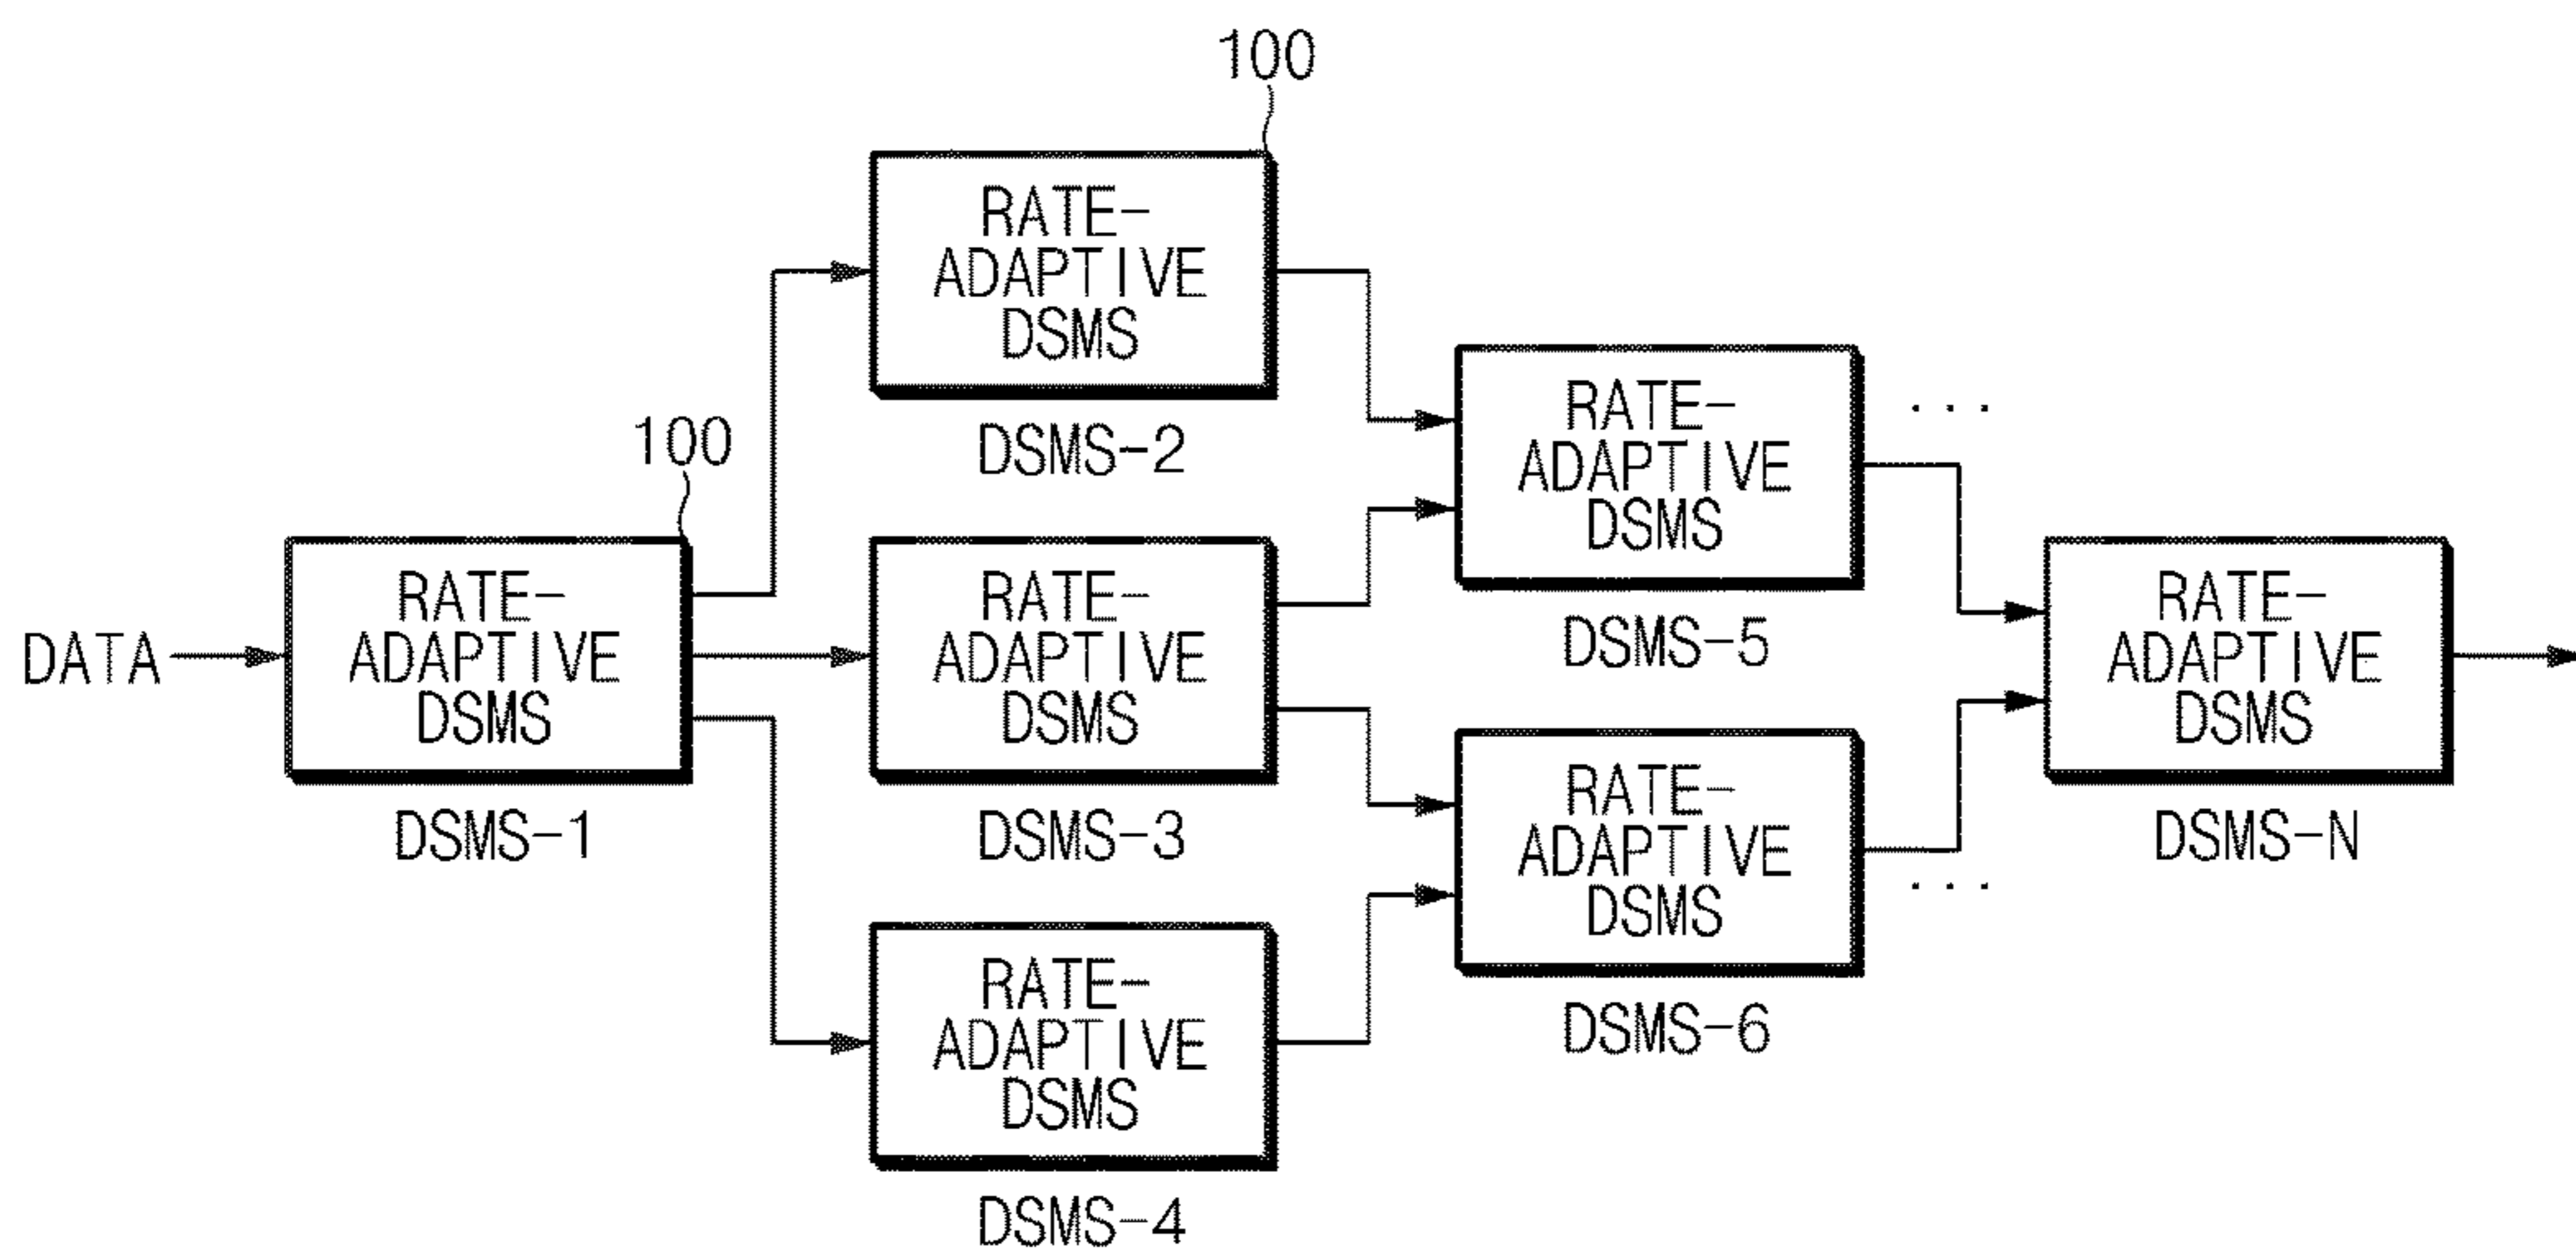 100
RATE-
ADAPTIVE
DSMS
DSMS-2
100
RATE-
ADAPTIVE
DSMS
DSMS-5
. . .
DATA
RATE-
ADAPTIVE
DSMS
DSMS-1
RATE-
ADAPTIVE
DSMS
DSMS-3
RATE-
ADAPTIVE
DSMS
DSMS-N
RATE-
ADAPTIVE
DSMS
DSMS-6
. . .
RATE-
ADAPTIVE
DSMS
DSMS-4